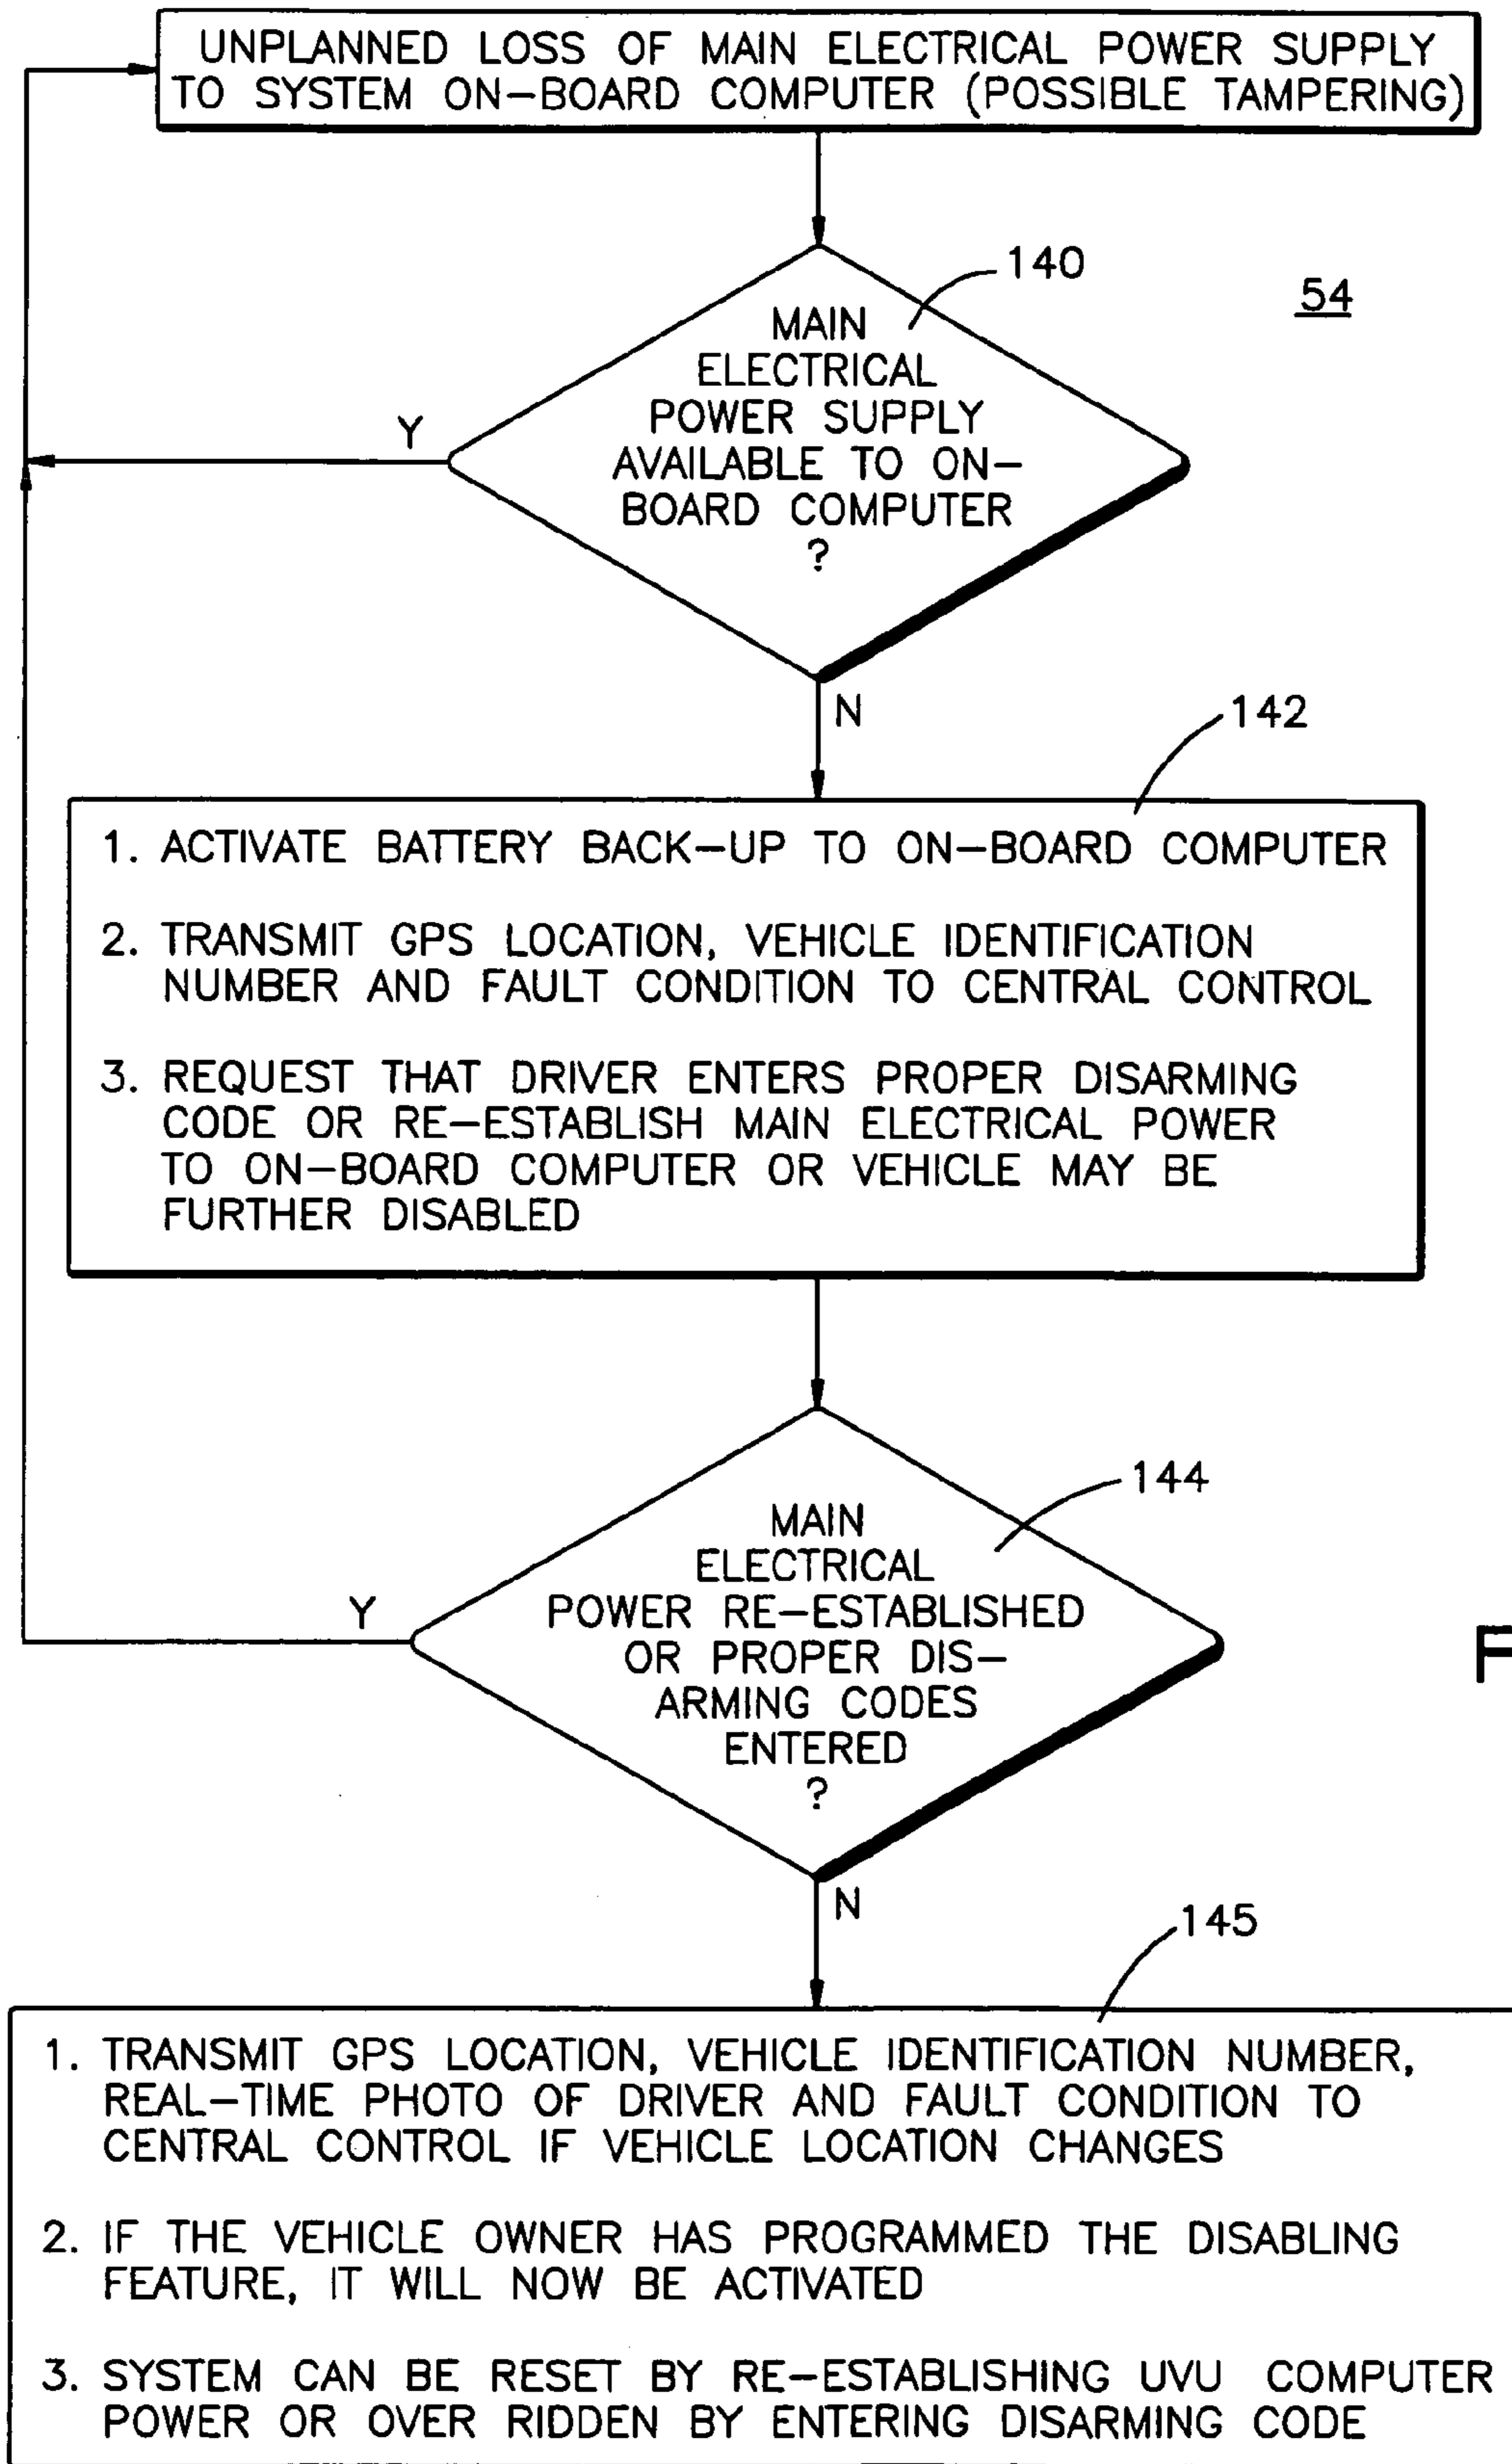 UNPLANNED LOSS OF MAIN ELECTRICAL POWER SUPPLY
TO SYSTEM ON-BOARD COMPUTER (POSSIBLE TAMPERING)
140
54
MAIN
ELECTRICAL
POWER SUPPLY
AVAILABLE TO ON-
BOARD COMPUTER
?
Y
N
142
1. ACTIVATE BATTERY BACK-UP TO ON-BOARD COMPUTER
2. TRANSMIT GPS LOCATION, VEHICLE IDENTIFICATION
NUMBER AND FAULT CONDITION TO CENTRAL CONTROL
3. REQUEST THAT DRIVER ENTERS PROPER DISARMING
CODE OR RE-ESTABLISH MAIN ELECTRICAL POWER
TO ON-BOARD COMPUTER OR VEHICLE MAY BE
FURTHER DISABLED
144
MAIN
ELECTRICAL
POWER RE-ESTABLISHED
OR PROPER DIS-
ARMING CODES
ENTERED
?
Y
F
N
145
1. TRANSMIT GPS LOCATION, VEHICLE IDENTIFICATION NUMBER,
REAL-TIME PHOTO OF DRIVER AND FAULT CONDITION TO
CENTRAL CONTROL IF VEHICLE LOCATION CHANGES
2. IF THE VEHICLE OWNER HAS PROGRAMMED THE DISABLING
FEATURE, IT WILL NOW BE ACTIVATED
3. SYSTEM CAN BE RESET BY RE-ESTABLISHING UVU COMPUTER
POWER OR OVER RIDDEN BY ENTERING DISARMING CODE